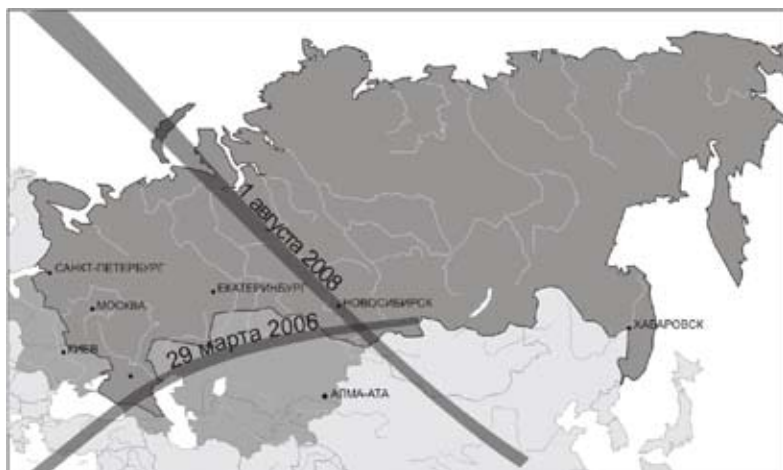 1 августа 2008
САНКТ-ПЕТЕРБУРГ
ЕКАТЕРИНБУРГ
НОВОСИБИРСК
МОСКВА
29 марта 2006
ХАБАРОВСК
КИЕВ
АЛМА-АТА